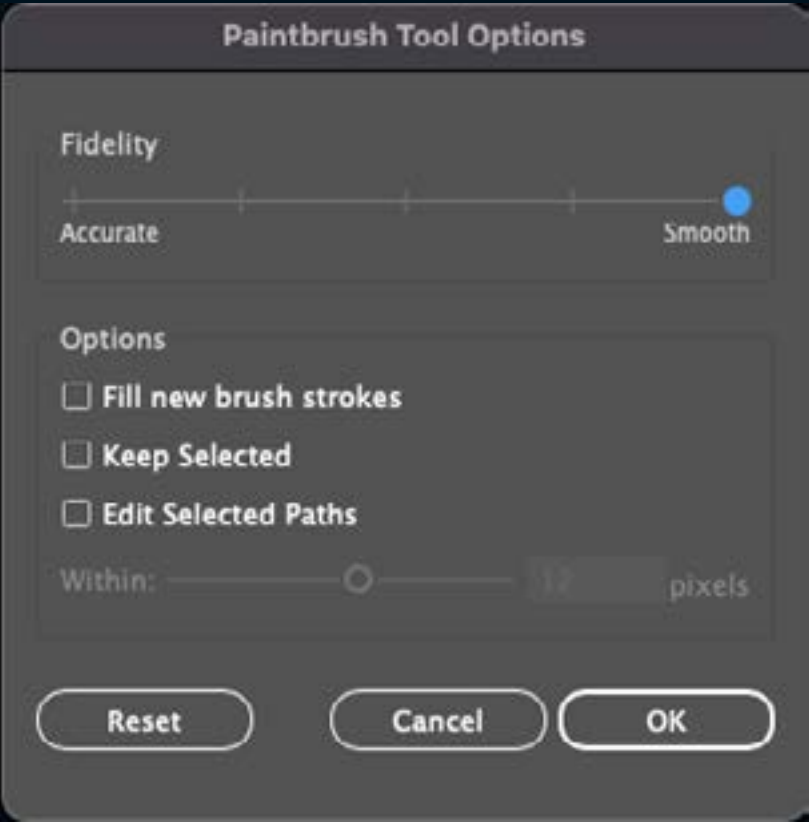 Paintbrush Tool Options
Fidelity
Accurate Smooth
Options
Fill new brush strokes
Keep Selected
Edit Selected Paths
Within: 12 pixels
Reset Cancel OK